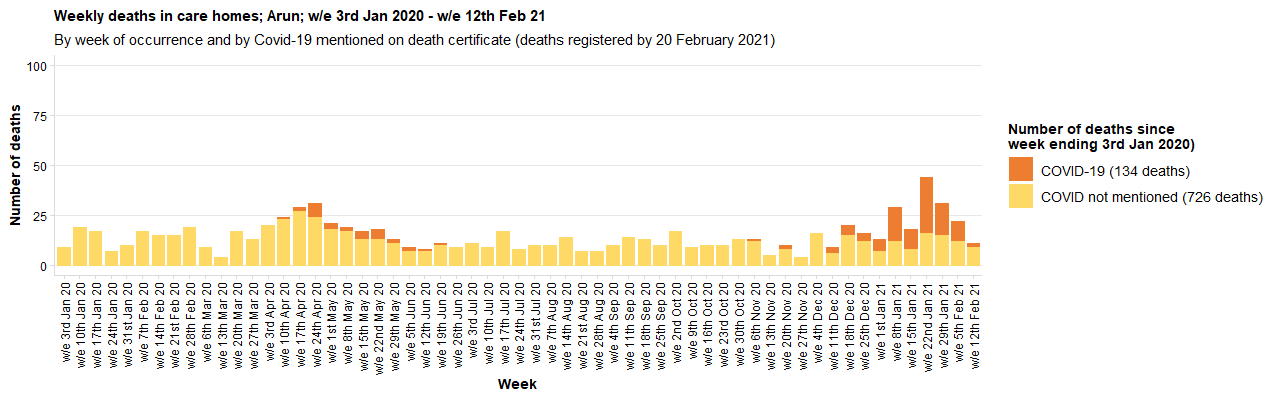 Weekly deaths in care homes; Arun; w/e 3rd Jan 2020 - w/e 12th Feb 21
By week of occurrence and by Covid-19 mentioned on death certificate (deaths registered by 20 February 2021)
Number of deaths
100
75
50
25
0
w/e 3rd Jan 20
w/e 10th Jan 20
w/e 17th Jan 20
w/e 24th Jan 20
w/e 31st Jan 20
w/e 7th Feb 20
w/e 14th Feb 20
w/e 21st Feb 20
w/e 28th Feb 20
w/e 6th Mar 20
w/e 13th Mar 20
w/e 20th Mar 20
w/e 27th Mar 20
w/e 3rd Apr 20
w/e 10th Apr 20
w/e 17th Apr 20
w/e 24th Apr 20
w/e 1st May 20
w/e 8th May 20
w/e 15th May 20
w/e 22nd May 20
w/e 29th May 20
w/e 5th Jun 20
w/e 12th Jun 20
w/e 19th Jun 20
w/e 26th Jun 20
w/e 3rd Jul 20
w/e 10th Jul 20
w/e 17th Jul 20
w/e 24th Jul 20
w/e 31st Jul 20
w/e 7th Aug 20
w/e 14th Aug 20
w/e 21st Aug 20
w/e 28th Aug 20
w/e 4th Sep 20
w/e 11th Sep 20
w/e 18th Sep 20
w/e 25th Sep 20
w/e 2nd Oct 20
w/e 9th Oct 20
w/e 16th Oct 20
w/e 23rd Oct 20
w/e 30th Oct 20
w/e 6th Nov 20
w/e 13th Nov 20
w/e 20th Nov 20
w/e 27th Nov 20
w/e 4th Dec 20
w/e 11th Dec 20
w/e 18th Dec 20
w/e 25th Dec 20
w/e 1st Jan 21
w/e 8th Jan 21
w/e 15th Jan 21
w/e 22nd Jan 21
w/e 29th Jan 21
w/e 5th Feb 21
w/e 12th Feb 21
Week
Number of deaths since
week ending 3rd Jan 2020)
COVID-19 (134 deaths)
COVID not mentioned (726 deaths)